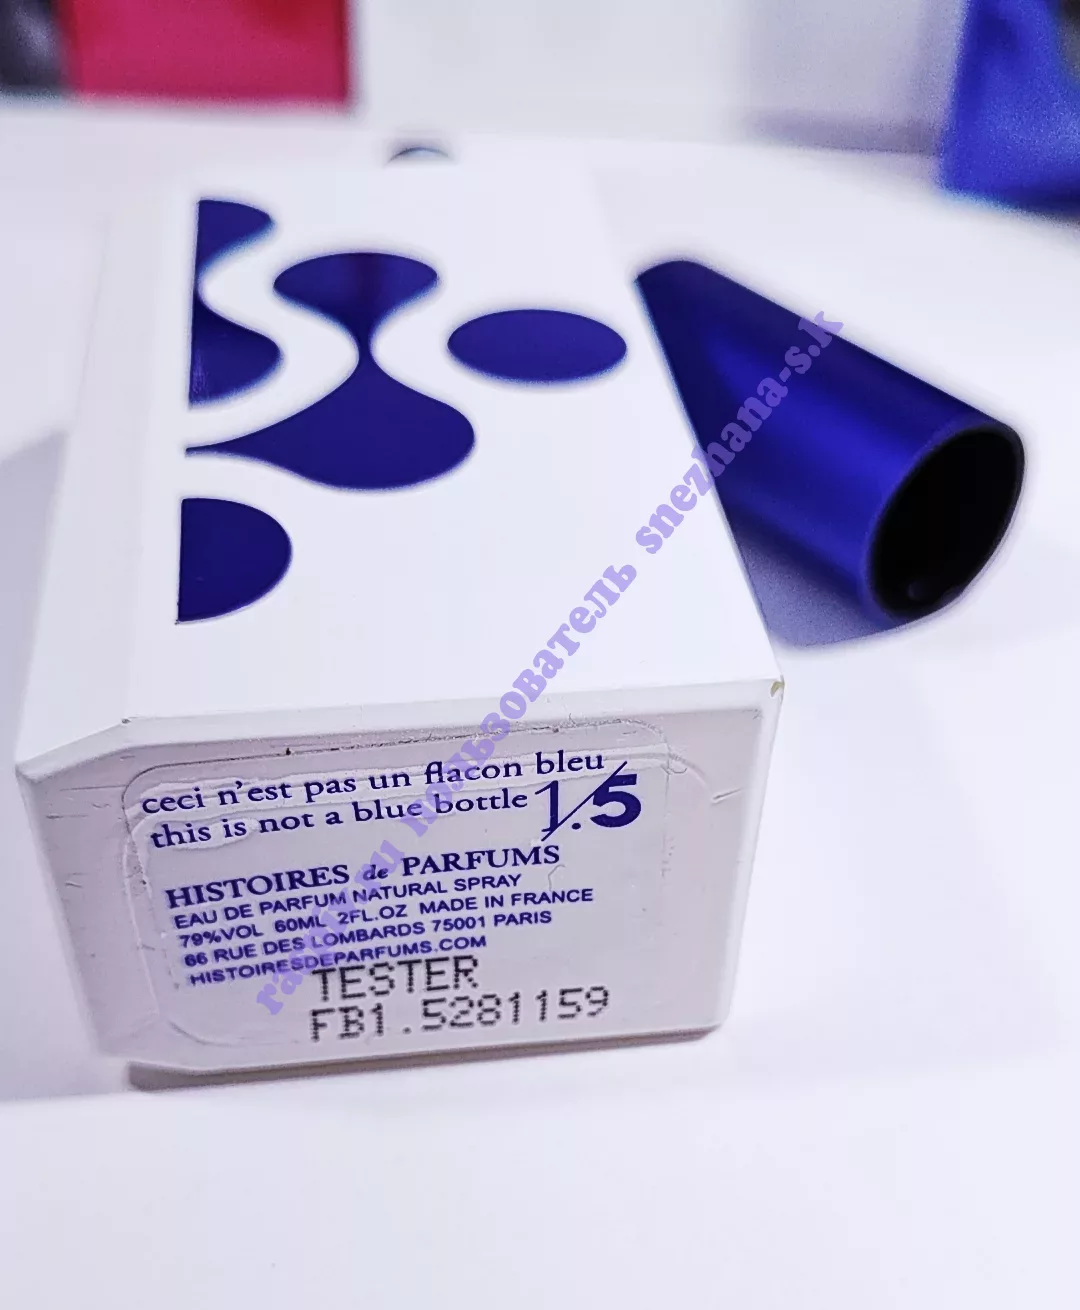 ceci n'est pas un flacon bleu
this is not a blue bottle 1.5
HISTOIRES de PARFUMS
EAU DE PARFUM NATURAL SPRAY
79%VOL 60ML 2FL.OZ MADE IN FRANCE
66 RUE DES LOMBARDS 75001 PARIS
HISTOIRESDEPARFUMS.COM
TESTER
FB1.5281159
пользователь snezhana-s.k